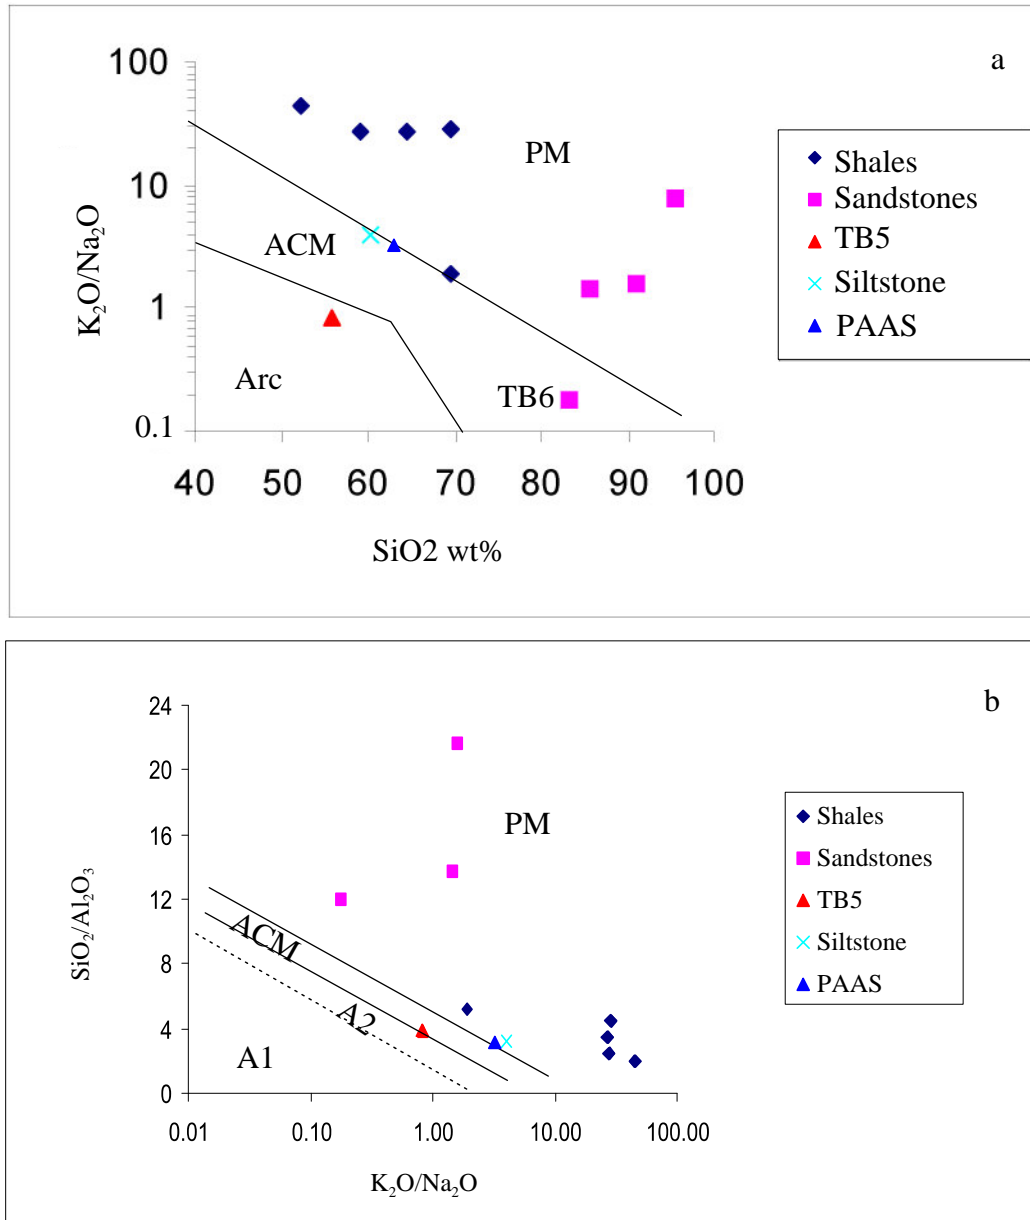 a
100
10
1
0.1
K₂O/Na₂O
PM
ACM
Arc
TB6
40 50 60 70 80 90 100
SiO2 wt%
Shales
Sandstones
TB5
Siltstone
PAAS
b
24
20
16
12
8
4
0
SiO₂/Al₂O₃
PM
ACM
A2
A1
0.01 0.10 1.00 10.00 100.00
K₂O/Na₂O
Shales
Sandstones
TB5
Siltstone
PAAS